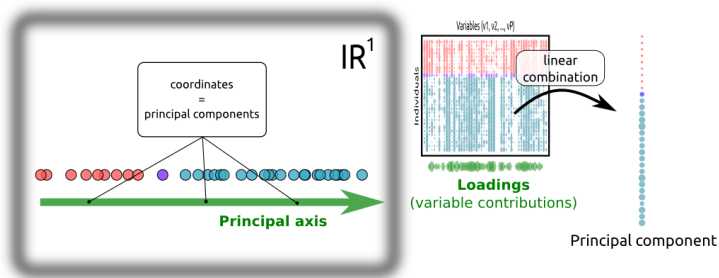 IR1
coordinates
=
principal components
Principal axis
Variables (v1, v2, ..., vP)
Individuals
linear
combination
Loadings
(variable contributions)
Principal component